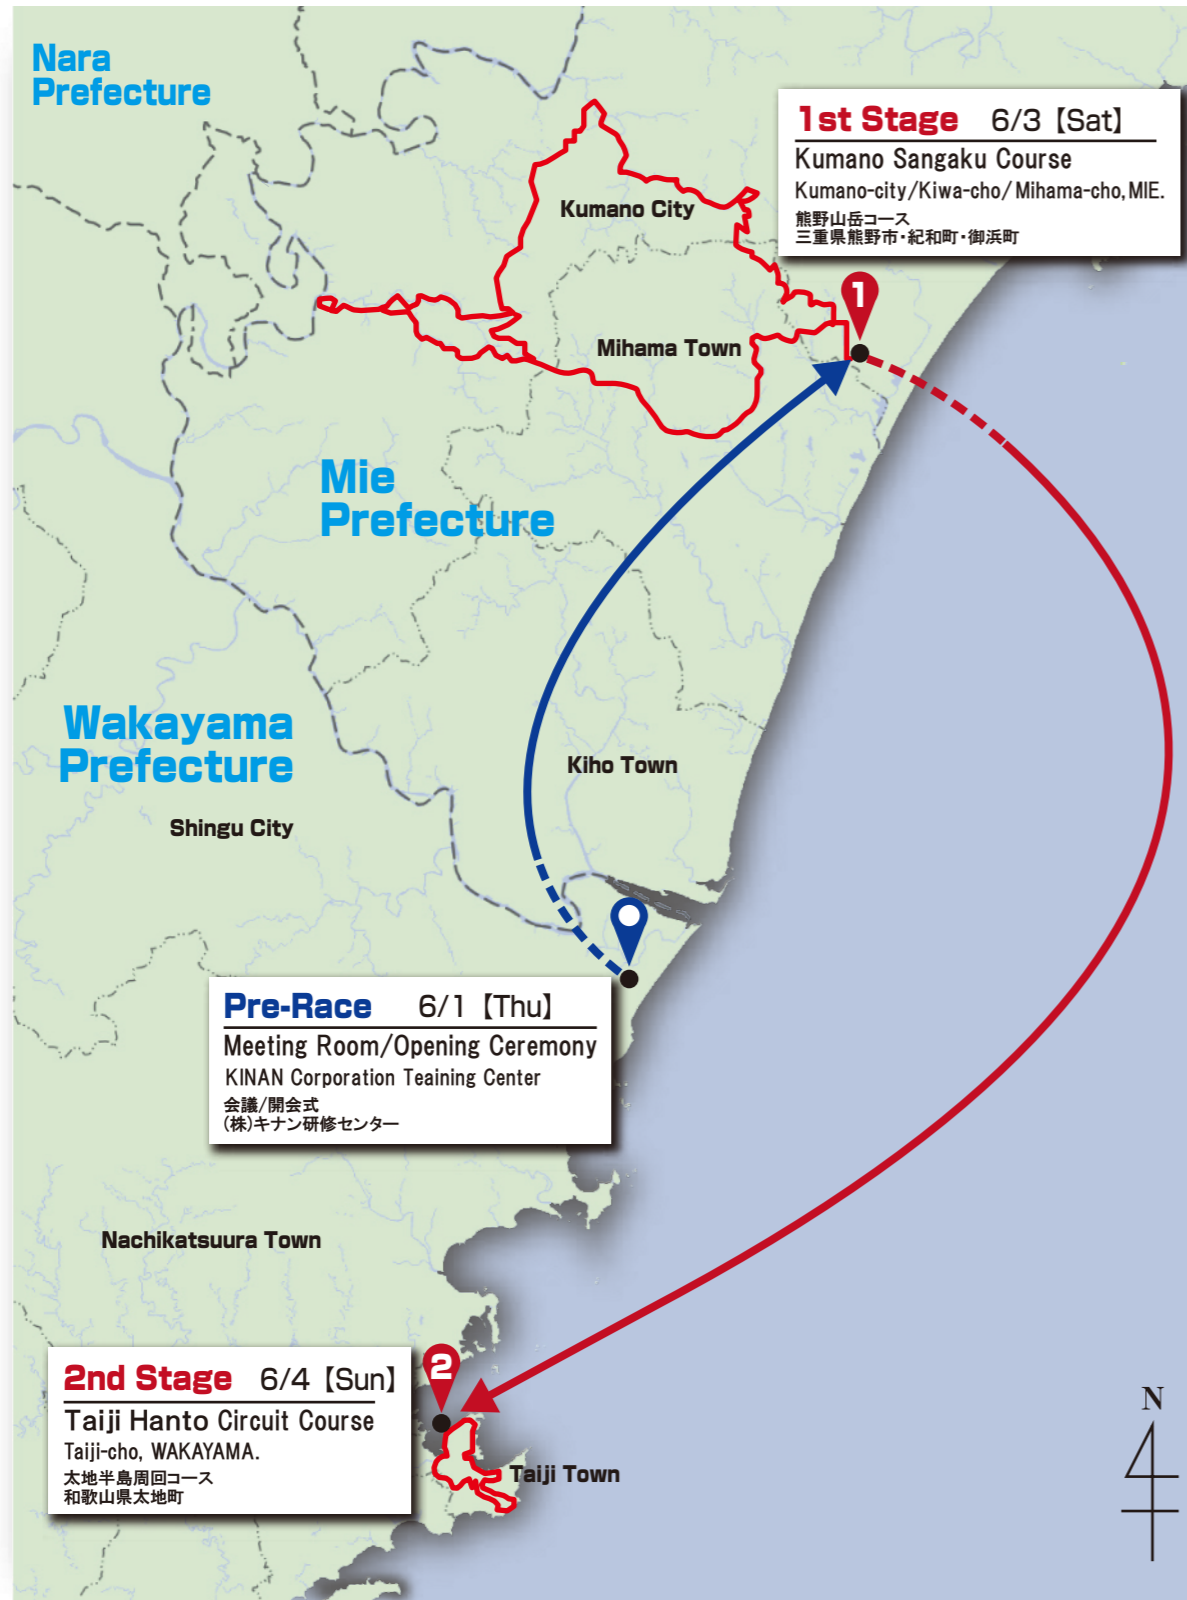 Nara
Prefecture
1st Stage 6/3【Sat】
Kumano Sangaku Course
Kumano-city/Kiwa-cho/Mihama-cho,MIE.
熊野山岳コース
三重県熊野市・紀和町・御浜町
Kumano City
1
Mihama Town
Mie
Prefecture
Wakayama
Prefecture
Kiho Town
Shingu City
Pre-Race 6/1【Thu】
Meeting Room/Opening Ceremony
KINAN Corporation Teaining Center
会議/開会式
(株)キナン研修センター
Nachikatsuura Town
2nd Stage 6/4【Sun】
Taiji Hanto Circuit Course
Taiji-cho, WAKAYAMA.
太地半島周回コース
和歌山県太地町
2
Taiji Town
N